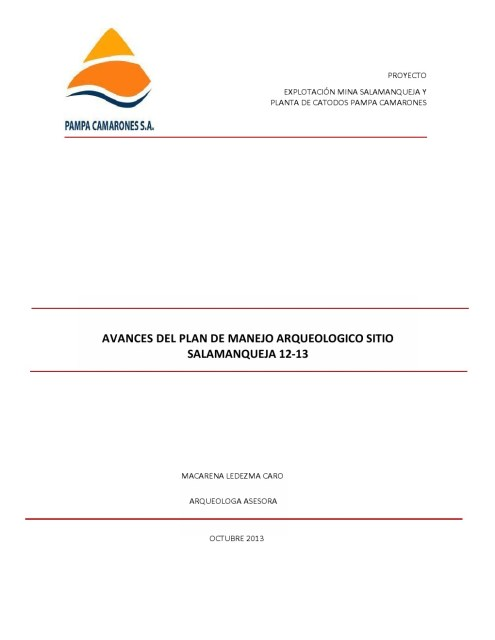 PROYECTO
EXPLOTACIÓN MINA SALAMANQUEJA Y
PLANTA DE CATODOS PAMPA CAMARONES
PAMPA CAMARONES S.A.
AVANCES DEL PLAN DE MANEJO ARQUEOLOGICO SITIO
SALAMANQUEJA 12-13
MACARENA LEDEZMA CARO
ARQUEOLOGA ASESORA
OCTUBRE 2013